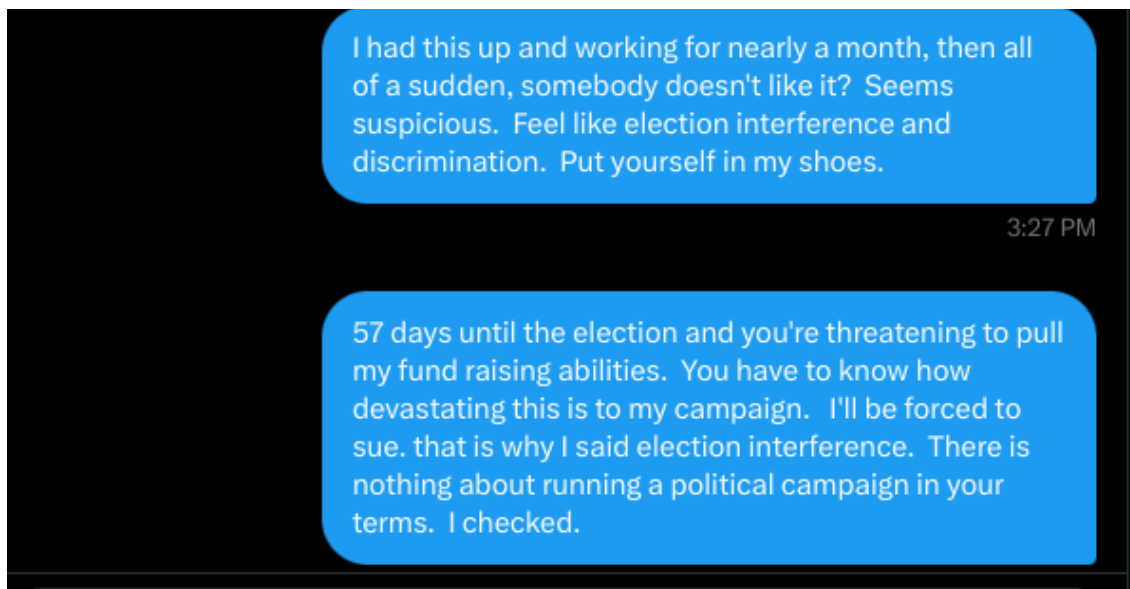 I had this up and working for nearly a month, then all
of a sudden, somebody doesn't like it?  Seems
suspicious.  Feel like election interference and
discrimination.  Put yourself in my shoes.
3:27 PM
57 days until the election and you're threatening to pull
my fund raising abilities.  You have to know how
devastating this is to my campaign.   I'll be forced to
sue. that is why I said election interference.  There is
nothing about running a political campaign in your
terms.  I checked.